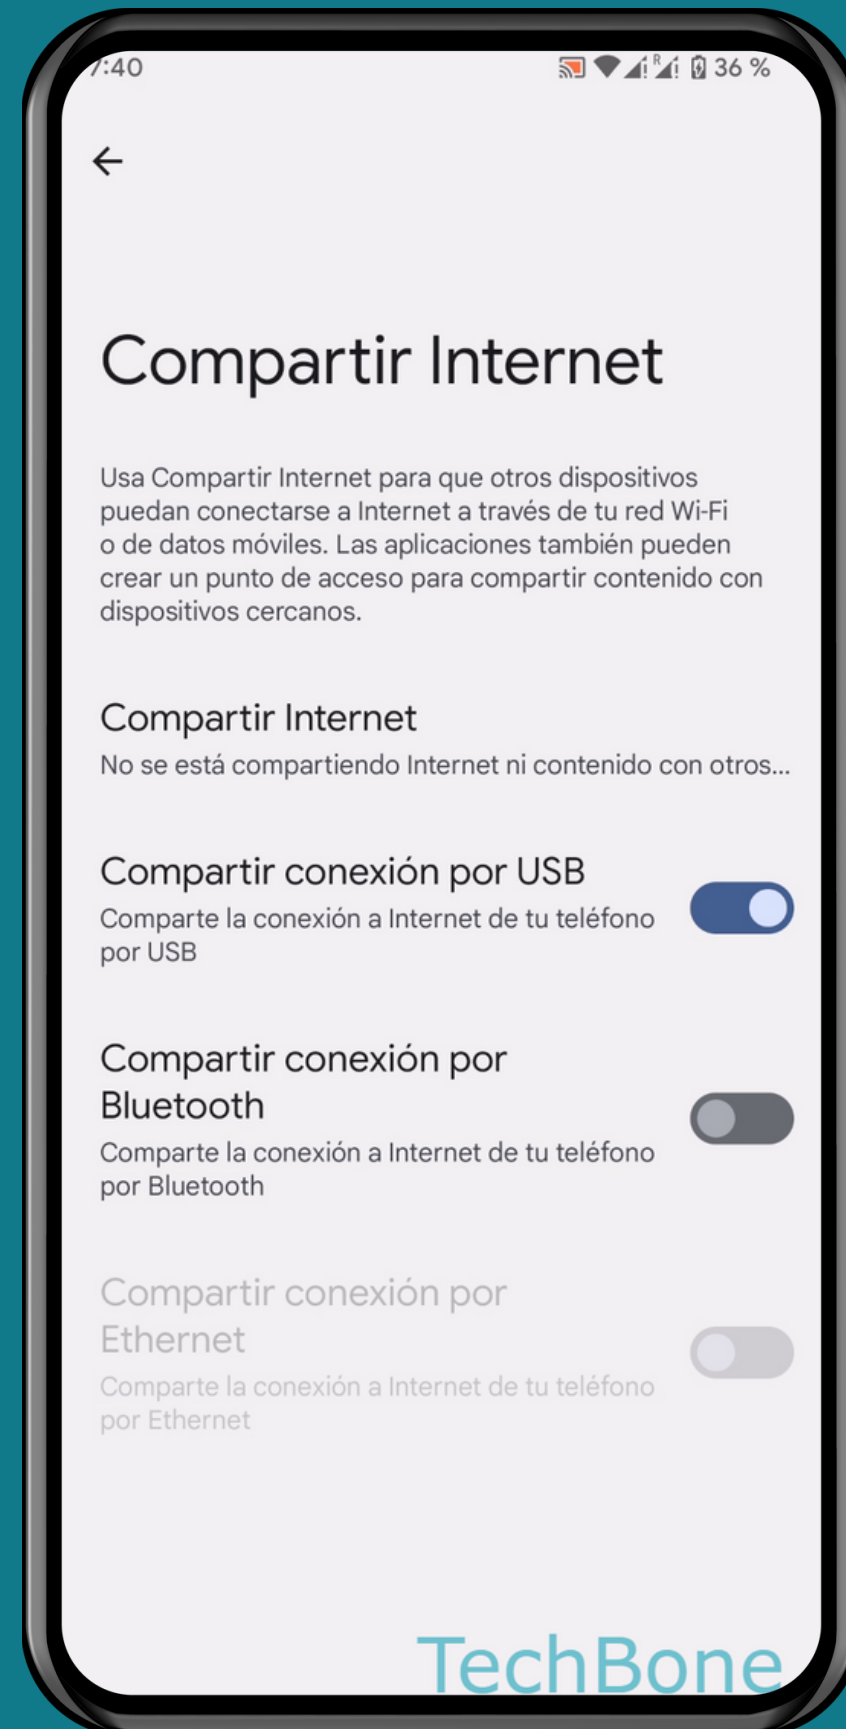 7:40 R 36 %
Compartir Internet
Usa Compartir Internet para que otros dispositivos
puedan conectarse a Internet a través de tu red Wi-Fi
o de datos móviles. Las aplicaciones también pueden
crear un punto de acceso para compartir contenido con
dispositivos cercanos.
Compartir Internet
No se está compartiendo Internet ni contenido con otros...
Compartir conexión por USB
Comparte la conexión a Internet de tu teléfono
por USB
Compartir conexión por
Bluetooth
Comparte la conexión a Internet de tu teléfono
por Bluetooth
Compartir conexión por
Ethernet
Comparte la conexión a Internet de tu teléfono
por Ethernet
TechBone